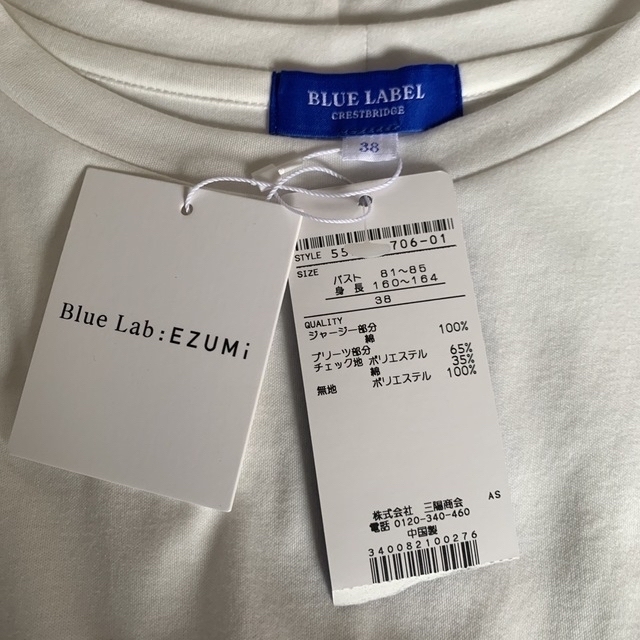 BLUE LABEL
CRESTBRIDGE
38
Blue Lab:EZUMi
STYLE 55 706-01
SIZE
バスト 81~85
身長 160~164
38
QUALITY
ジャージー部分
綿 100%
プリーツ部分
チェック地 ポリエステル 65%
綿 35%
無地 ポリエステル 100%
AS
株式会社 三陽商会
電話 0120-340-460
中国製
340082100276